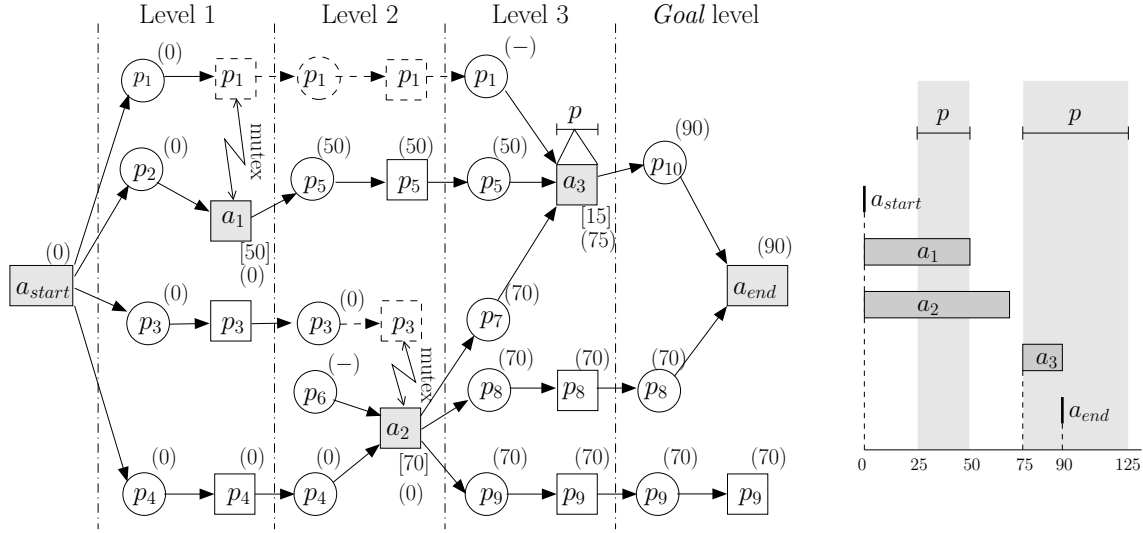 Level 1 Level 2 Level 3 Goal level
(0) (−)
p1 p1 p1 p1 p1
mutex
p p p
(0) (50) (50) (50) (90)
p2 p5 p5 p5 a3 p10
a1
[50]
(0)
[15]
(75)
(0) (90)
astart aend
(0) (0) (70)
p3 p3 p3 p3 p7
mutex
(−) (70) (70) (70)
p6 p8 p8 p8
a2
[70]
(0)
(0) (0) (0) (70) (70) (70) (70)
p4 p4 p4 p9 p9 p9 p9
astart
a1
a2
a3
aend
0 25 50 75 90 125